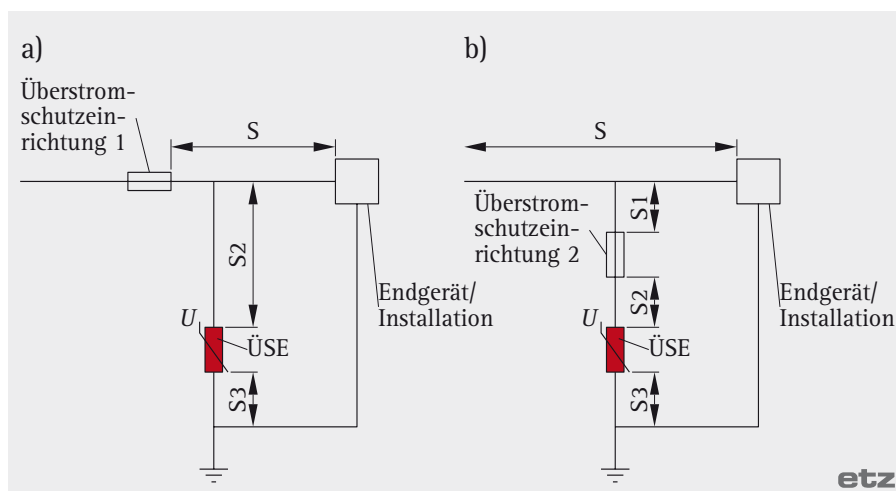 a)
Überstrom-
schutzein-
richtung 1
S
S2
U
ÜSE
S3
Endgerät/
Installation
b)
S
Überstrom-
schutzein-
richtung 2
S1
S2
U
ÜSE
S3
Endgerät/
Installation
etz